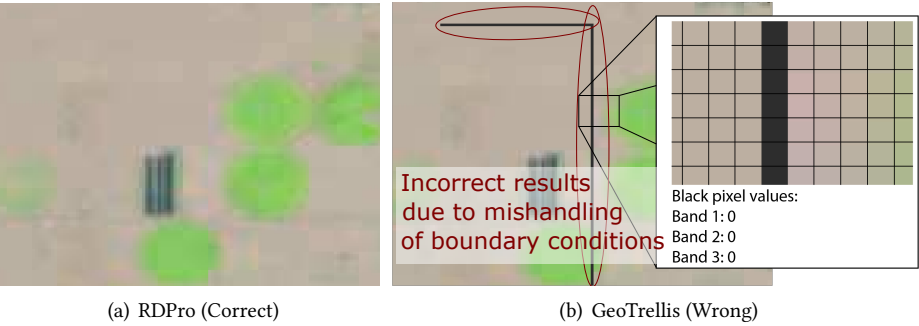 Incorrect results
due to mishandling
of boundary conditions
Black pixel values:
Band 1: 0
Band 2: 0
Band 3: 0
(a) RDPro (Correct)
(b) GeoTrellis (Wrong)